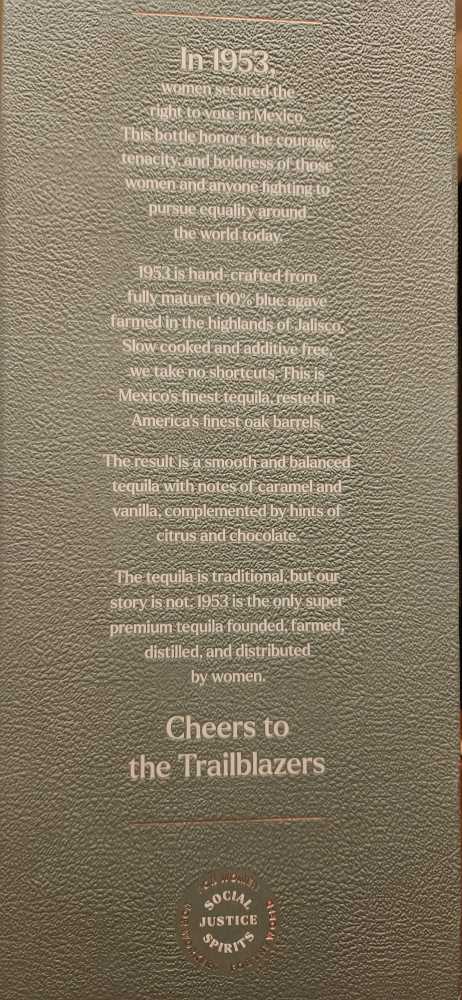 In 1953,
women secured the
right to vote in Mexico.
This bottle honors the courage,
tenacity, and boldness of those
women and anyone fighting to
pursue equality around
the world today.
1953 is hand-crafted from
fully mature 100% blue agave
farmed in the highlands of Jalisco.
Slow cooked and additive free,
we take no shortcuts. This is
Mexico's finest tequila, rested in
America's finest oak barrels.
The result is a smooth and balanced
tequila with notes of caramel and
vanilla, complemented by hints of
citrus and chocolate.
The tequila is traditional, but our
story is not. 1953 is the only super
premium tequila founded, farmed,
distilled, and distributed
by women.
Cheers to
the Trailblazers
SOCIAL
JUSTICE
SPIRITS